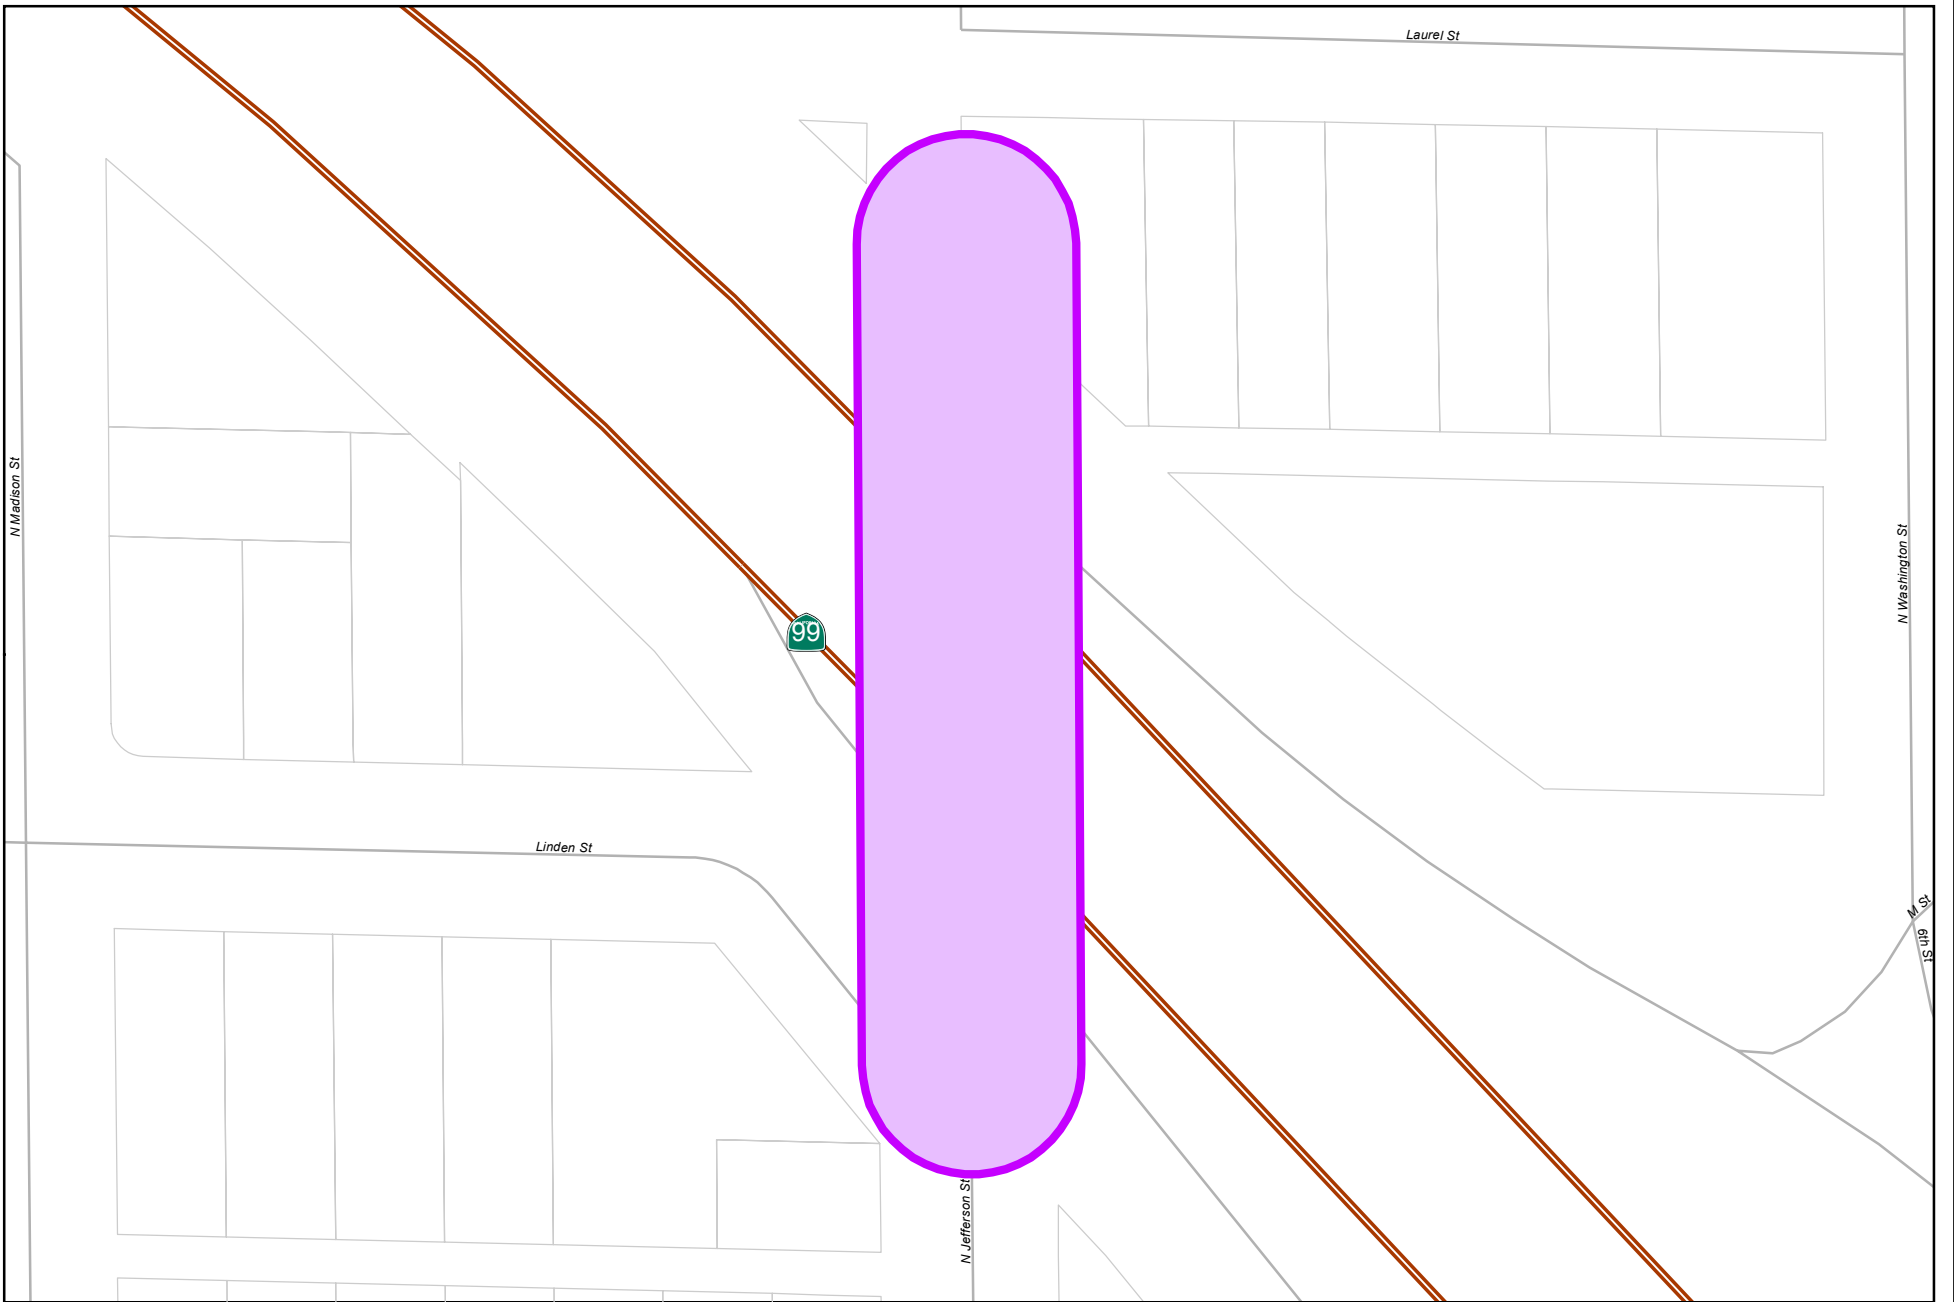 Laurel St
N Madison St
N Washington St
99
Linden St
M St
6th St
N Jefferson St